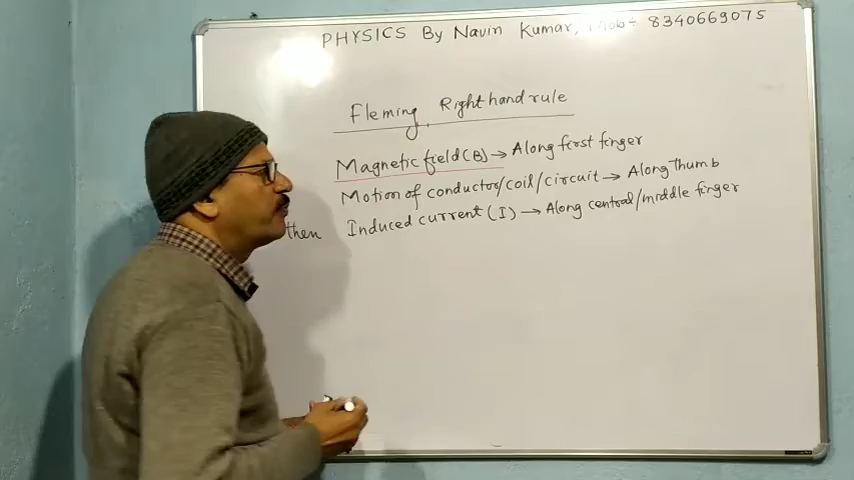 PHYSICS By Navin Kumar, Mob÷ 8340669075
Fleming Right hand rule
Magnetic field (B) → Along first finger
Motion of conductor/coil/circuit → Along Thumb
then Induced current (I) → Along central/middle finger